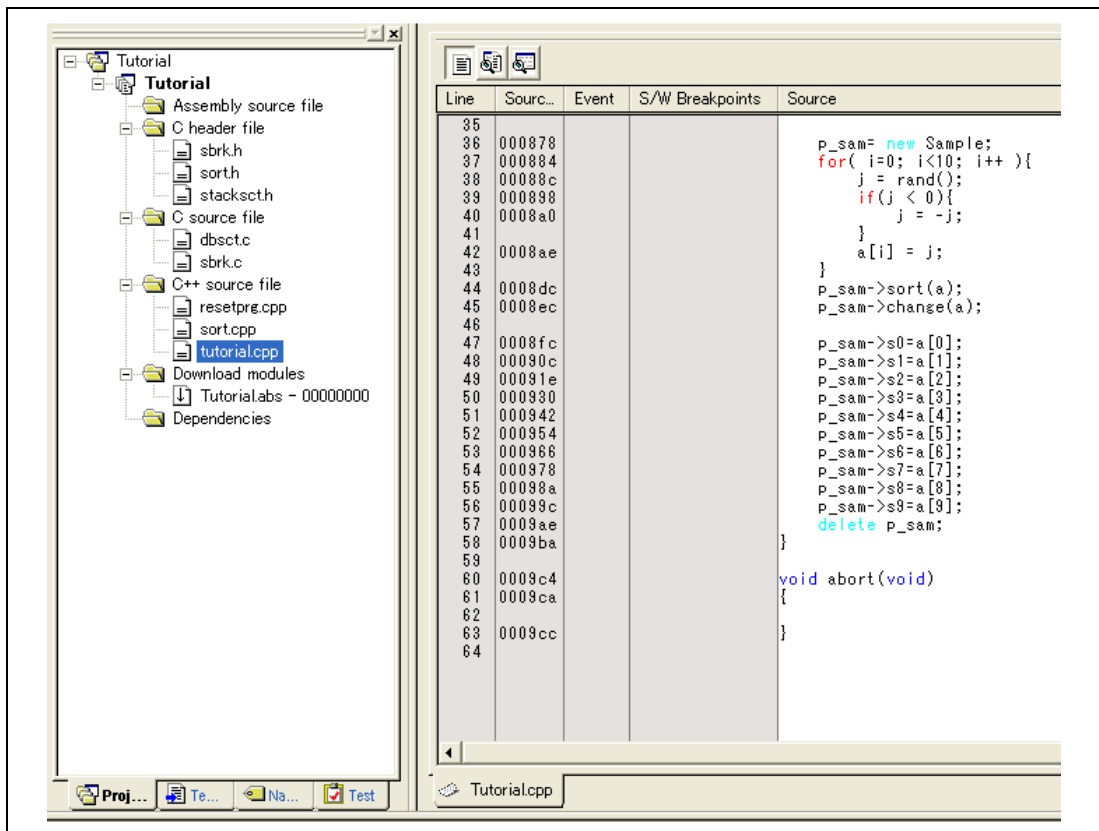 Tutorial
Tutorial
Assembly source file
C header file
sbrk.h
sort.h
stacksct.h
C source file
dbsct.c
sbrk.c
C++ source file
resetprg.cpp
sort.cpp
tutorial.cpp
Download modules
Tutorial.abs - 00000000
Dependencies
Proj... Te... Na... Test
Line Sourc... Event S/W Breakpoints Source
35
36 000878 p_sam= new Sample;
37 000884 for( i=0; i<10; i++ ){
38 00088c j = rand();
39 000898 if(j < 0){
40 0008a0 j = -j;
41 }
42 0008ae a[i] = j;
43 }
44 0008dc p_sam->sort(a);
45 0008ec p_sam->change(a);
46
47 0008fc p_sam->s0=a[0];
48 00090c p_sam->s1=a[1];
49 00091e p_sam->s2=a[2];
50 000930 p_sam->s3=a[3];
51 000942 p_sam->s4=a[4];
52 000954 p_sam->s5=a[5];
53 000966 p_sam->s6=a[6];
54 000978 p_sam->s7=a[7];
55 00098a p_sam->s8=a[8];
56 00099c p_sam->s9=a[9];
57 0009ae delete p_sam;
58 0009ba }
59
60 0009c4 void abort(void)
61 0009ca {
62
63 0009cc }
64
Tutorial.cpp